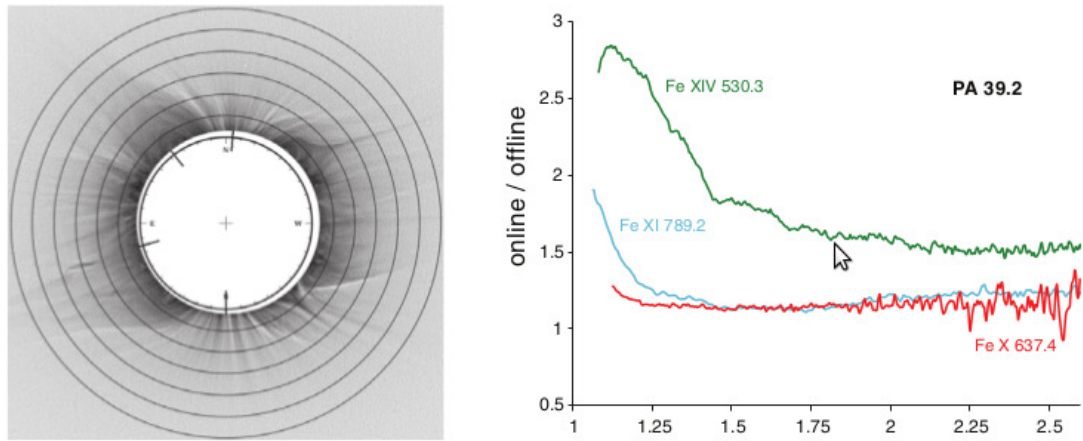 N
E
W
3
2.5
2
1.5
1
0.5
online / offline
Fe XIV 530.3
PA 39.2
Fe XI 789.2
Fe X 637.4
1 1.25 1.5 1.75 2 2.25 2.5